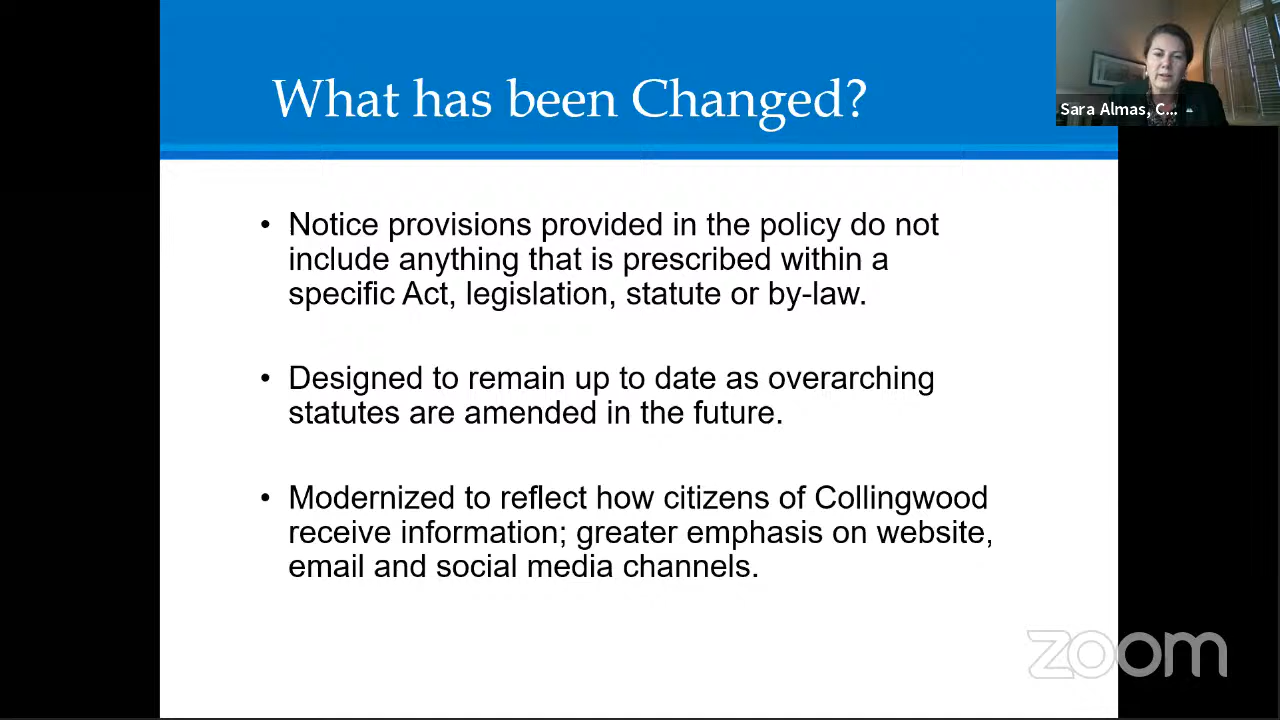 What has been Changed?
Sara Almas, C...
• Notice provisions provided in the policy do not
include anything that is prescribed within a
specific Act, legislation, statute or by-law.
• Designed to remain up to date as overarching
statutes are amended in the future.
• Modernized to reflect how citizens of Collingwood
receive information; greater emphasis on website,
email and social media channels.
zoom